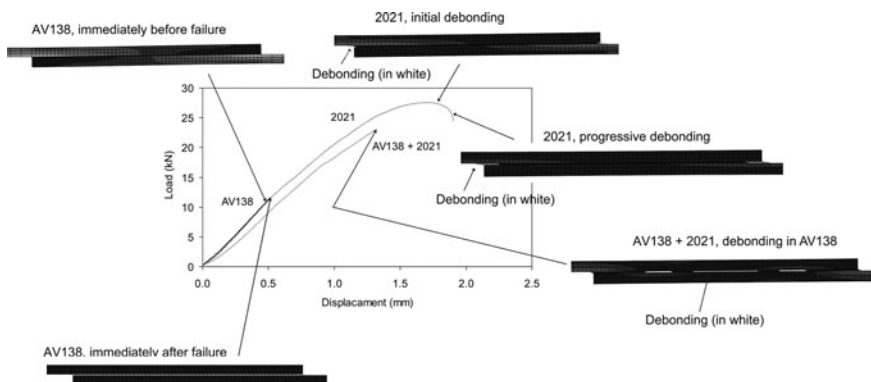 AV138, immediately before failure
2021, initial debonding
Debonding (in white)
30
25
20
15
10
5
0
Load (kN)
2021
AV138 + 2021
AV138
2021, progressive debonding
Debonding (in white)
AV138 + 2021, debonding in AV138
Debonding (in white)
0.0 0.5 1.0 1.5 2.0 2.5
Displacament (mm)
AV138. immediately after failure